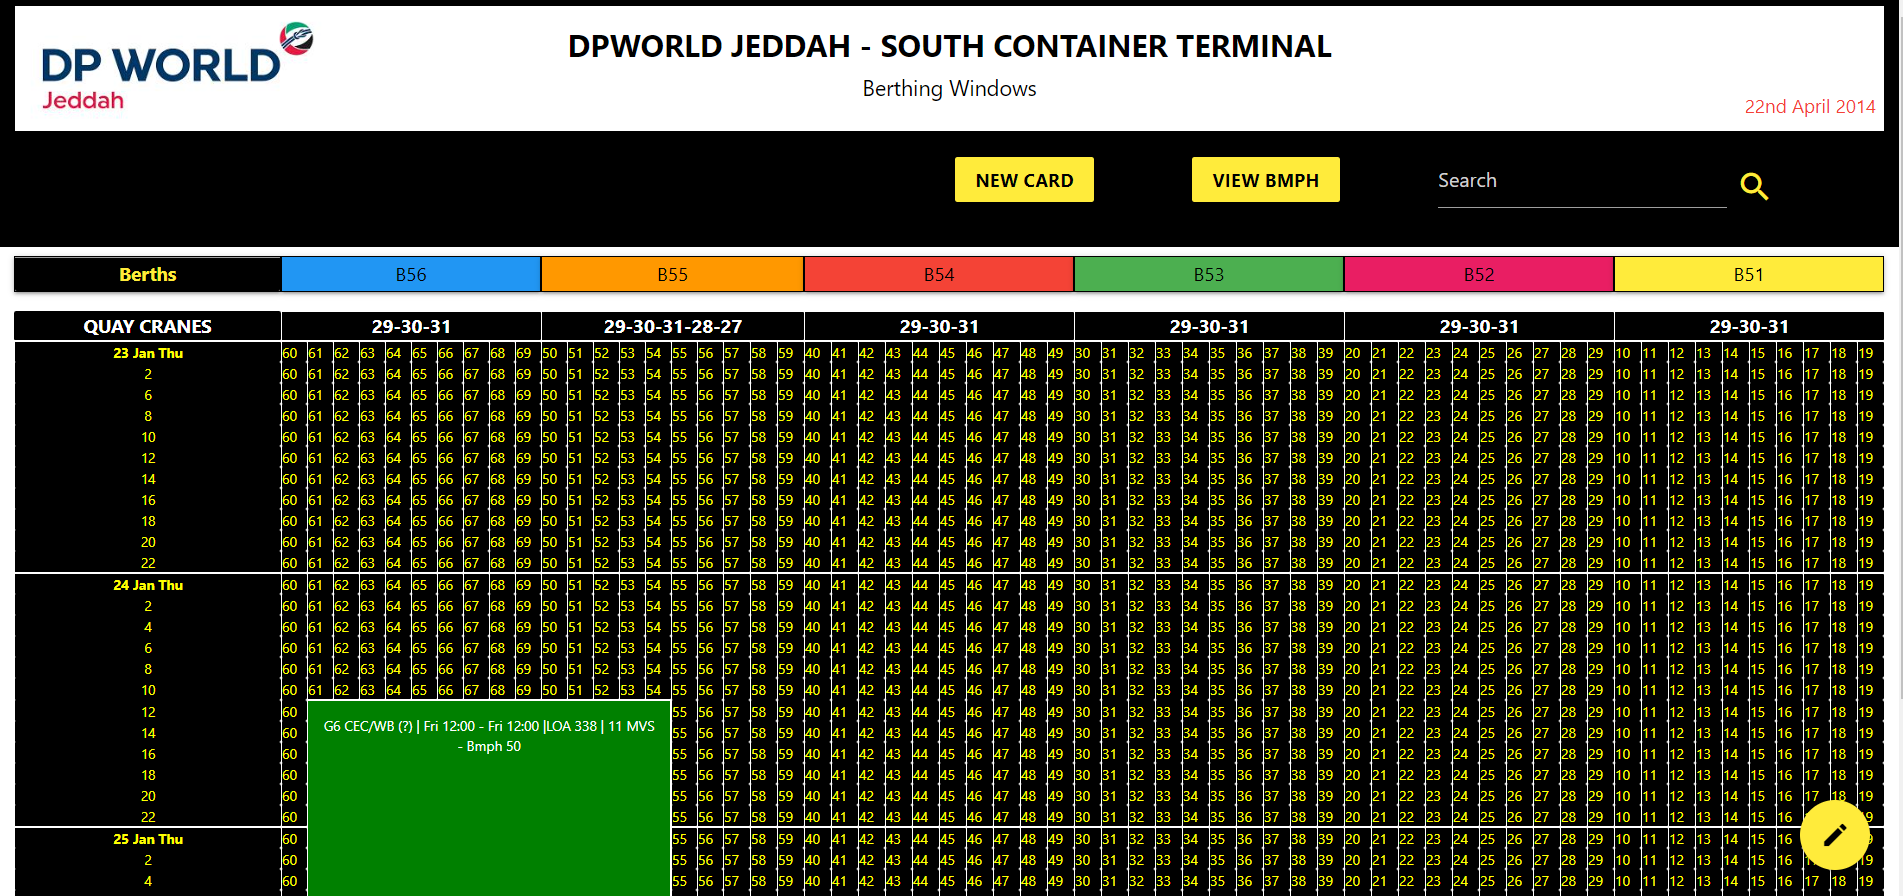 DP WORLD
Jeddah
DPWORLD JEDDAH - SOUTH CONTAINER TERMINAL
Berthing Windows
22nd April 2014
NEW CARD VIEW BMPH Search
Berths B56 B55 B54 B53 B52 B51
QUAY CRANES 29-30-31 29-30-31-28-27 29-30-31 29-30-31 29-30-31 29-30-31
23 Jan Thu 60 61 62 63 64 65 66 67 68 69 50 51 52 53 54 55 56 57 58 59 40 41 42 43 44 45 46 47 48 49 30 31 32 33 34 35 36 37 38 39 20 21 22 23 24 25 26 27 28 29 10 11 12 13 14 15 16 17 18 19
2 60 61 62 63 64 65 66 67 68 69 50 51 52 53 54 55 56 57 58 59 40 41 42 43 44 45 46 47 48 49 30 31 32 33 34 35 36 37 38 39 20 21 22 23 24 25 26 27 28 29 10 11 12 13 14 15 16 17 18 19
6 60 61 62 63 64 65 66 67 68 69 50 51 52 53 54 55 56 57 58 59 40 41 42 43 44 45 46 47 48 49 30 31 32 33 34 35 36 37 38 39 20 21 22 23 24 25 26 27 28 29 10 11 12 13 14 15 16 17 18 19
8 60 61 62 63 64 65 66 67 68 69 50 51 52 53 54 55 56 57 58 59 40 41 42 43 44 45 46 47 48 49 30 31 32 33 34 35 36 37 38 39 20 21 22 23 24 25 26 27 28 29 10 11 12 13 14 15 16 17 18 19
10 60 61 62 63 64 65 66 67 68 69 50 51 52 53 54 55 56 57 58 59 40 41 42 43 44 45 46 47 48 49 30 31 32 33 34 35 36 37 38 39 20 21 22 23 24 25 26 27 28 29 10 11 12 13 14 15 16 17 18 19
12 60 61 62 63 64 65 66 67 68 69 50 51 52 53 54 55 56 57 58 59 40 41 42 43 44 45 46 47 48 49 30 31 32 33 34 35 36 37 38 39 20 21 22 23 24 25 26 27 28 29 10 11 12 13 14 15 16 17 18 19
14 60 61 62 63 64 65 66 67 68 69 50 51 52 53 54 55 56 57 58 59 40 41 42 43 44 45 46 47 48 49 30 31 32 33 34 35 36 37 38 39 20 21 22 23 24 25 26 27 28 29 10 11 12 13 14 15 16 17 18 19
16 60 61 62 63 64 65 66 67 68 69 50 51 52 53 54 55 56 57 58 59 40 41 42 43 44 45 46 47 48 49 30 31 32 33 34 35 36 37 38 39 20 21 22 23 24 25 26 27 28 29 10 11 12 13 14 15 16 17 18 19
18 60 61 62 63 64 65 66 67 68 69 50 51 52 53 54 55 56 57 58 59 40 41 42 43 44 45 46 47 48 49 30 31 32 33 34 35 36 37 38 39 20 21 22 23 24 25 26 27 28 29 10 11 12 13 14 15 16 17 18 19
20 60 61 62 63 64 65 66 67 68 69 50 51 52 53 54 55 56 57 58 59 40 41 42 43 44 45 46 47 48 49 30 31 32 33 34 35 36 37 38 39 20 21 22 23 24 25 26 27 28 29 10 11 12 13 14 15 16 17 18 19
22 60 61 62 63 64 65 66 67 68 69 50 51 52 53 54 55 56 57 58 59 40 41 42 43 44 45 46 47 48 49 30 31 32 33 34 35 36 37 38 39 20 21 22 23 24 25 26 27 28 29 10 11 12 13 14 15 16 17 18 19
24 Jan Thu 60 61 62 63 64 65 66 67 68 69 50 51 52 53 54 55 56 57 58 59 40 41 42 43 44 45 46 47 48 49 30 31 32 33 34 35 36 37 38 39 20 21 22 23 24 25 26 27 28 29 10 11 12 13 14 15 16 17 18 19
2 60 61 62 63 64 65 66 67 68 69 50 51 52 53 54 55 56 57 58 59 40 41 42 43 44 45 46 47 48 49 30 31 32 33 34 35 36 37 38 39 20 21 22 23 24 25 26 27 28 29 10 11 12 13 14 15 16 17 18 19
4 60 61 62 63 64 65 66 67 68 69 50 51 52 53 54 55 56 57 58 59 40 41 42 43 44 45 46 47 48 49 30 31 32 33 34 35 36 37 38 39 20 21 22 23 24 25 26 27 28 29 10 11 12 13 14 15 16 17 18 19
6 60 61 62 63 64 65 66 67 68 69 50 51 52 53 54 55 56 57 58 59 40 41 42 43 44 45 46 47 48 49 30 31 32 33 34 35 36 37 38 39 20 21 22 23 24 25 26 27 28 29 10 11 12 13 14 15 16 17 18 19
8 60 61 62 63 64 65 66 67 68 69 50 51 52 53 54 55 56 57 58 59 40 41 42 43 44 45 46 47 48 49 30 31 32 33 34 35 36 37 38 39 20 21 22 23 24 25 26 27 28 29 10 11 12 13 14 15 16 17 18 19
10 60 61 62 63 64 65 66 67 68 69 50 51 52 53 54 55 56 57 58 59 40 41 42 43 44 45 46 47 48 49 30 31 32 33 34 35 36 37 38 39 20 21 22 23 24 25 26 27 28 29 10 11 12 13 14 15 16 17 18 19
12 60 55 56 57 58 59 40 41 42 43 44 45 46 47 48 49 30 31 32 33 34 35 36 37 38 39 20 21 22 23 24 25 26 27 28 29 10 11 12 13 14 15 16 17 18 19
G6 CEC/WB (?) | Fri 12:00 - Fri 12:00 |LOA 338 | 11 MVS
- Bmph 50
14 60 55 56 57 58 59 40 41 42 43 44 45 46 47 48 49 30 31 32 33 34 35 36 37 38 39 20 21 22 23 24 25 26 27 28 29 10 11 12 13 14 15 16 17 18 19
16 60 55 56 57 58 59 40 41 42 43 44 45 46 47 48 49 30 31 32 33 34 35 36 37 38 39 20 21 22 23 24 25 26 27 28 29 10 11 12 13 14 15 16 17 18 19
18 60 55 56 57 58 59 40 41 42 43 44 45 46 47 48 49 30 31 32 33 34 35 36 37 38 39 20 21 22 23 24 25 26 27 28 29 10 11 12 13 14 15 16 17 18 19
20 60 55 56 57 58 59 40 41 42 43 44 45 46 47 48 49 30 31 32 33 34 35 36 37 38 39 20 21 22 23 24 25 26 27 28 29 10 11 12 13 14 15 16 17 18 19
22 60 55 56 57 58 59 40 41 42 43 44 45 46 47 48 49 30 31 32 33 34 35 36 37 38 39 20 21 22 23 24 25 26 27 28 29 10 11 12 13 14 15 16 17 19
25 Jan Thu 60 55 56 57 58 59 40 41 42 43 44 45 46 47 48 49 30 31 32 33 34 35 36 37 38 39 20 21 22 23 24 25 26 27 28 29 10 11 12 13 14 15 16
2 60 55 56 57 58 59 40 41 42 43 44 45 46 47 48 49 30 31 32 33 34 35 36 37 38 39 20 21 22 23 24 25 26 27 28 29 10 11 12 13 14 15 16 19
4 60 55 56 57 58 59 40 41 42 43 44 45 46 47 48 49 30 31 32 33 34 35 36 37 38 39 20 21 22 23 24 25 26 27 28 29 10 11 12 13 14 15 16 17 18 19